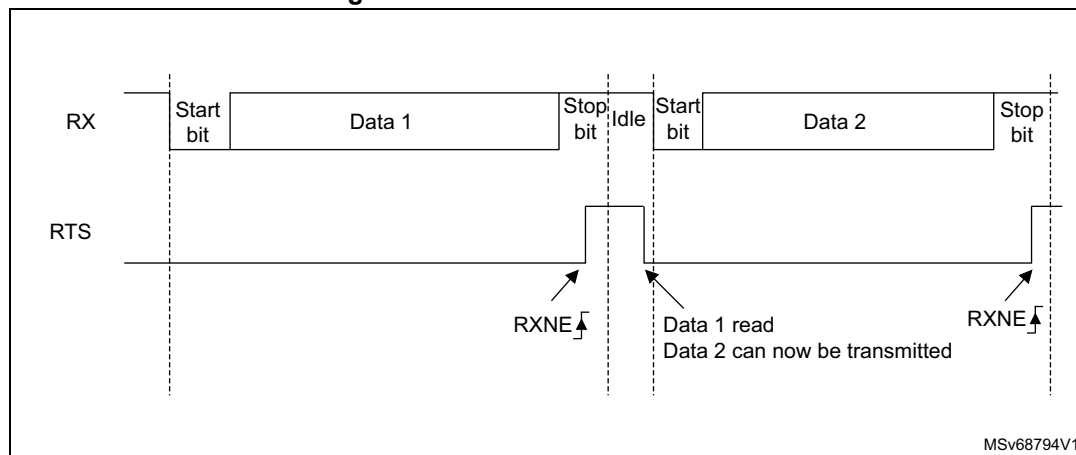 RX
Start
bit
Data 1
Stop
bit
Idle
Start
bit
Data 2
Stop
bit
RTS
RXNE
Data 1 read
Data 2 can now be transmitted
RXNE
MSv68794V1